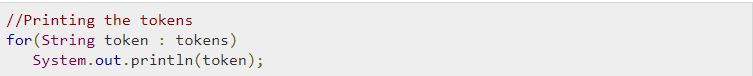 //Printing the tokens
for(String token : tokens)
   System.out.println(token);